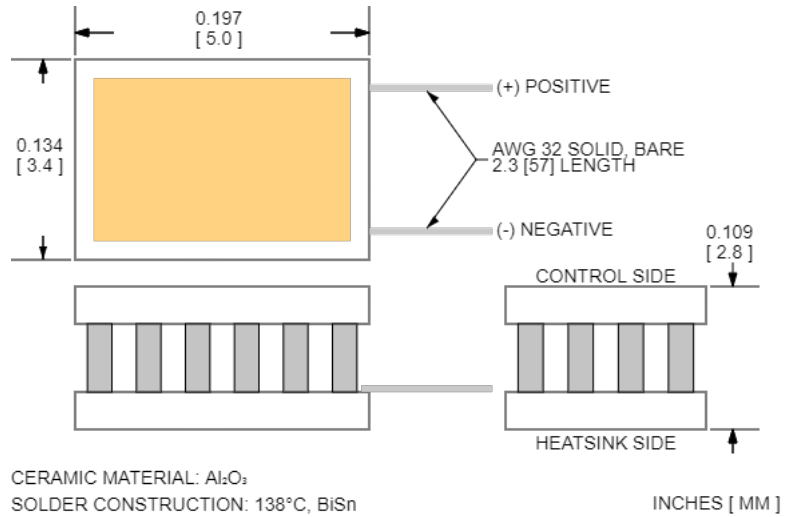 0.197
[ 5.0 ]
(+) POSITIVE
0.134
[ 3.4 ]
AWG 32 SOLID, BARE
2.3 [57] LENGTH
(-) NEGATIVE
0.109
[ 2.8 ]
CONTROL SIDE
HEATSINK SIDE
CERAMIC MATERIAL: Al₂O₃
SOLDER CONSTRUCTION: 138°C, BiSn
INCHES [ MM ]